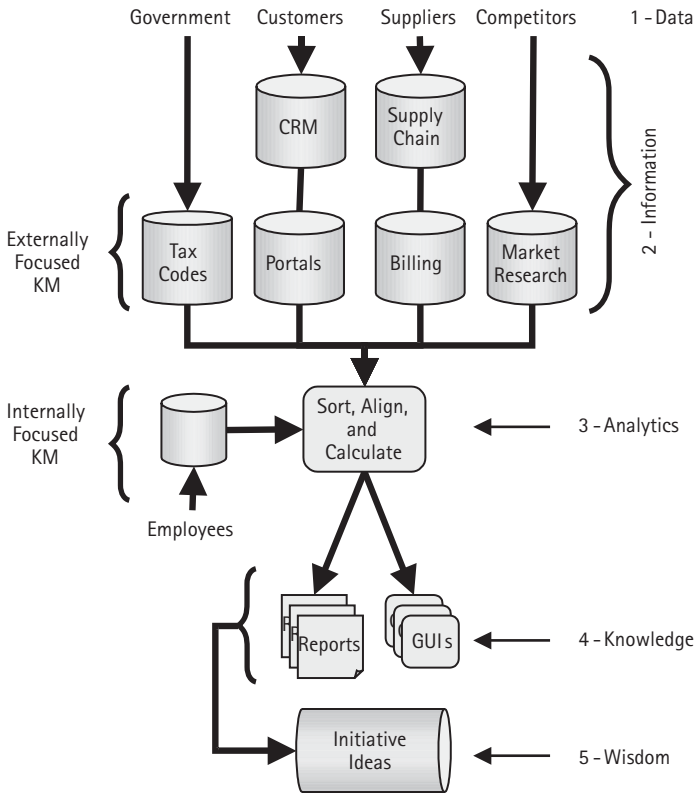 Government
Customers
Suppliers
Competitors
1 - Data
CRM
Supply
Chain
2 - Information
Externally
Focused
KM
Tax
Codes
Portals
Billing
Market
Research
Internally
Focused
KM
Sort, Align,
and
Calculate
3 - Analytics
Employees
Reports
GUIs
4 - Knowledge
Initiative
Ideas
5 - Wisdom